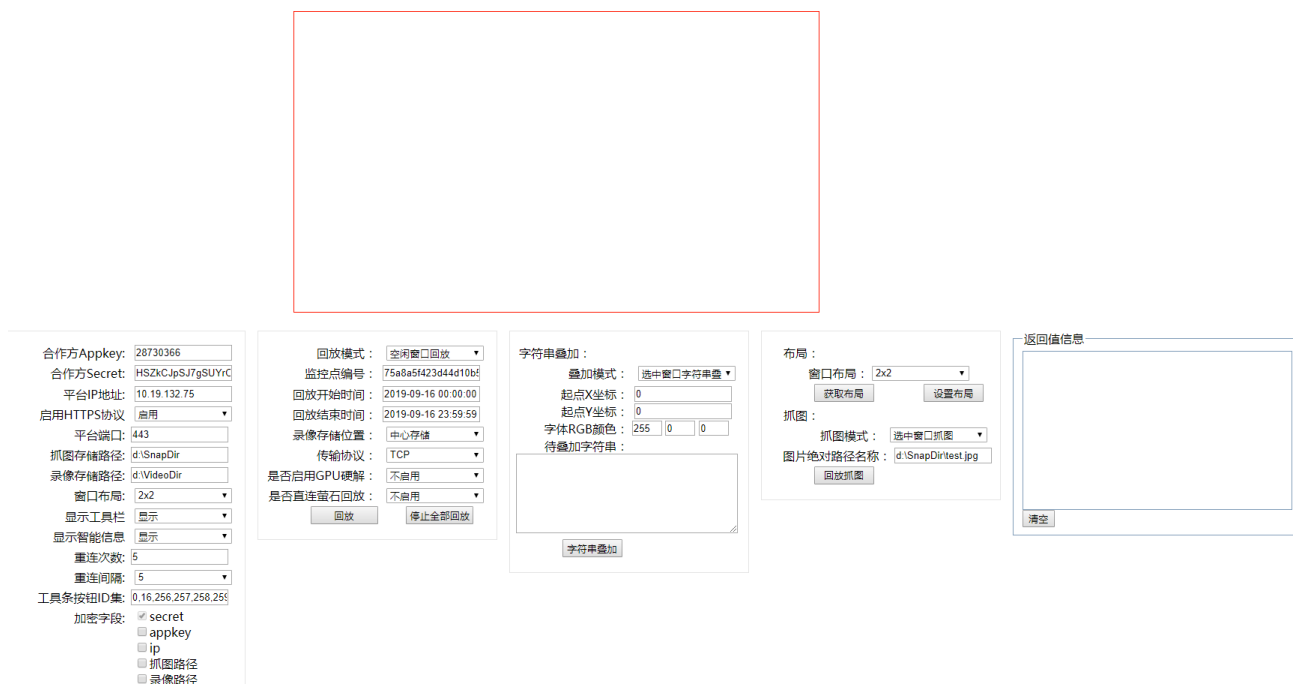 合作方Appkey: 28730366
合作方Secret: HSZkCJpSJ7gSUYrC
平台IP地址: 10.19.132.75
启用HTTPS协议 启用
平台端口: 443
抓图存储路径: d:\SnapDir
录像存储路径: d:\VideoDir
窗口布局: 2x2
显示工具栏 显示
显示智能信息 显示
重连次数: 5
重连间隔: 5
工具条按钮ID集: 0,16,256,257,258,259
加密字段: secret
appkey
ip
抓图路径
录像路径
回放模式： 空闲窗口回放
监控点编号： 75a8a5f423d44d10b5
回放开始时间： 2019-09-16 00:00:00
回放结束时间： 2019-09-16 23:59:59
录像存储位置： 中心存储
传输协议： TCP
是否启用GPU硬解： 不启用
是否直连萤石回放： 不启用
回放 停止全部回放
字符串叠加：
叠加模式： 选中窗口字符串叠
起点X坐标： 0
起点Y坐标： 0
字体RGB颜色： 255 0 0
待叠加字符串：
字符串叠加
布局：
窗口布局： 2x2
获取布局 设置布局
抓图：
抓图模式： 选中窗口抓图
图片绝对路径名称： d:\SnapDir\test.jpg
回放抓图
返回值信息
清空